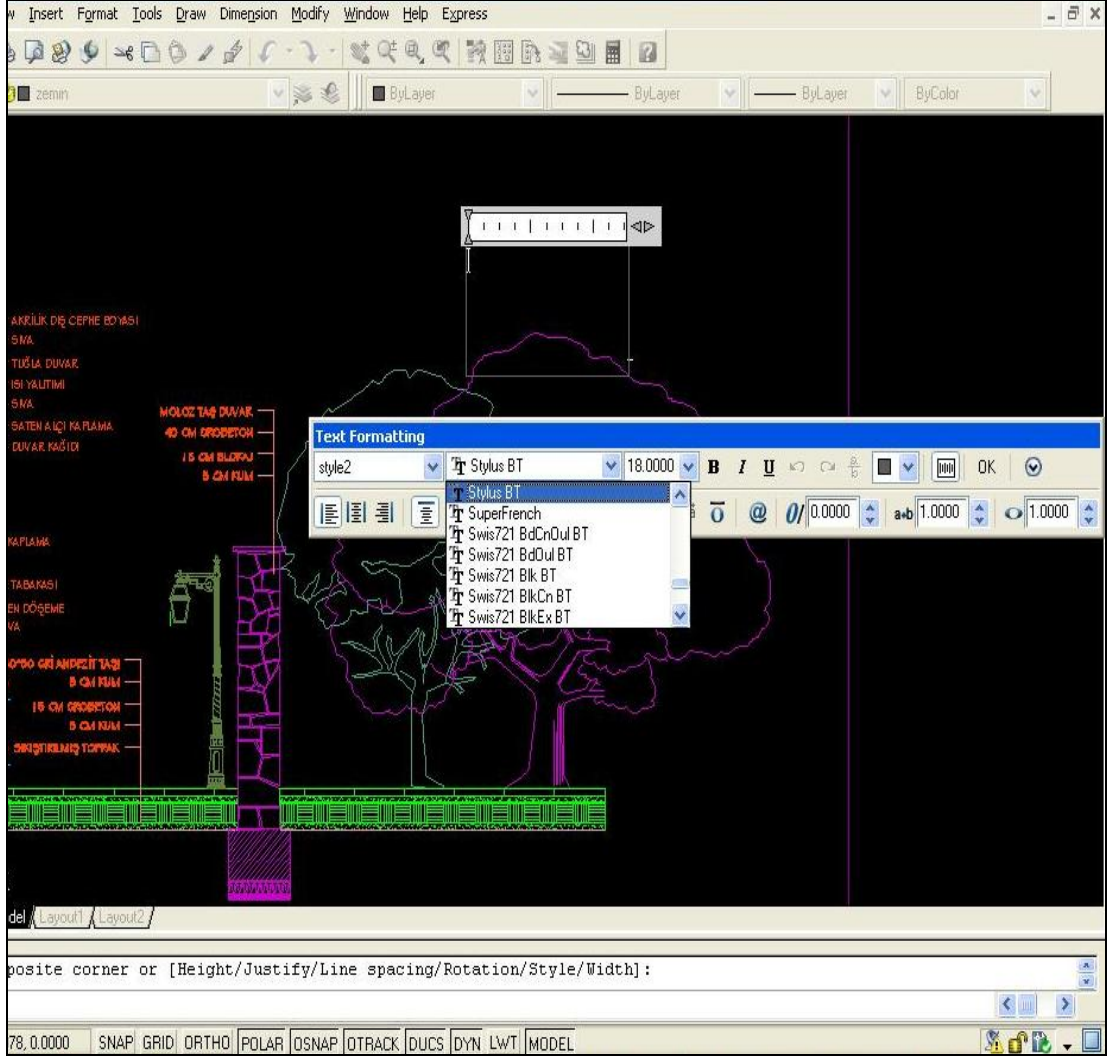 Insert Format Tools Draw Dimension Modify Window Help Express
zemin ByLayer ByLayer ByLayer ByColor
AKRİLİK DIŞ CEPHE BOYASI
SIVA
TUĞLA DUVAR
ISI YALITIMI
SIVA
SATEN ALÇI KAPLAMA
DUVAR KAĞIDI
MOLOZ TAŞ DUVAR
40 CM GROBETON
15 CM BLOKAJ
5 CM KUM
Text Formatting
style2 Stylus BT 18.0000 B I U OK
Stylus BT
SuperFrench
Swis721 BdCnOul BT
Swis721 BdOul BT
Swis721 Blk BT
Swis721 BlkCn BT
Swis721 BlkEx BT
@ 0/ 0.0000 a+b 1.0000 1.0000
KAPLAMA
TABAKASI
EN DÖŞEME
VA
GRİ ANDEZİT TAŞI
5 CM KUM
15 CM GROBETON
5 CM KUM
SIKIŞTIRILMIŞ TOPRAK
del Layout1 Layout2
posite corner or [Height/Justify/Line spacing/Rotation/Style/Width]:
78, 0.0000 SNAP GRID ORTHO POLAR OSNAP OTRACK DUCS DYN LWT MODEL